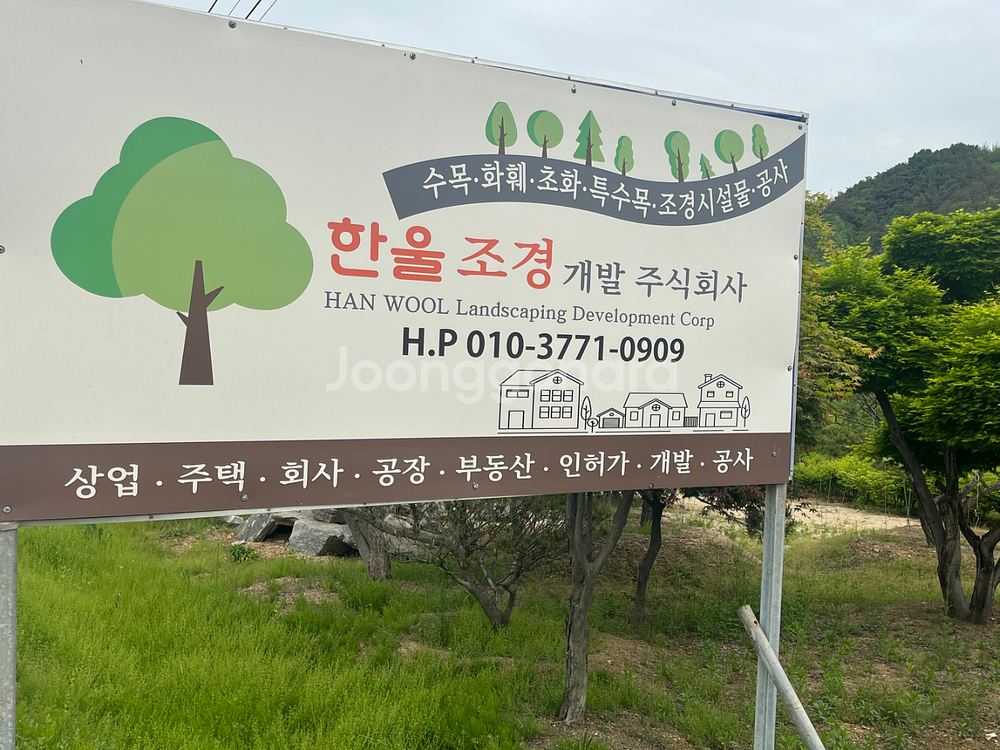 수목·화훼·초화·특수목·조경시설물·공사
한울 조경 개발 주식회사
HAN WOOL Landscaping Development Corp
H.P 010-3771-0909
Joonggonara
상업 . 주택 . 회사 . 공장 . 부동산 . 인허가 . 개발 . 공사